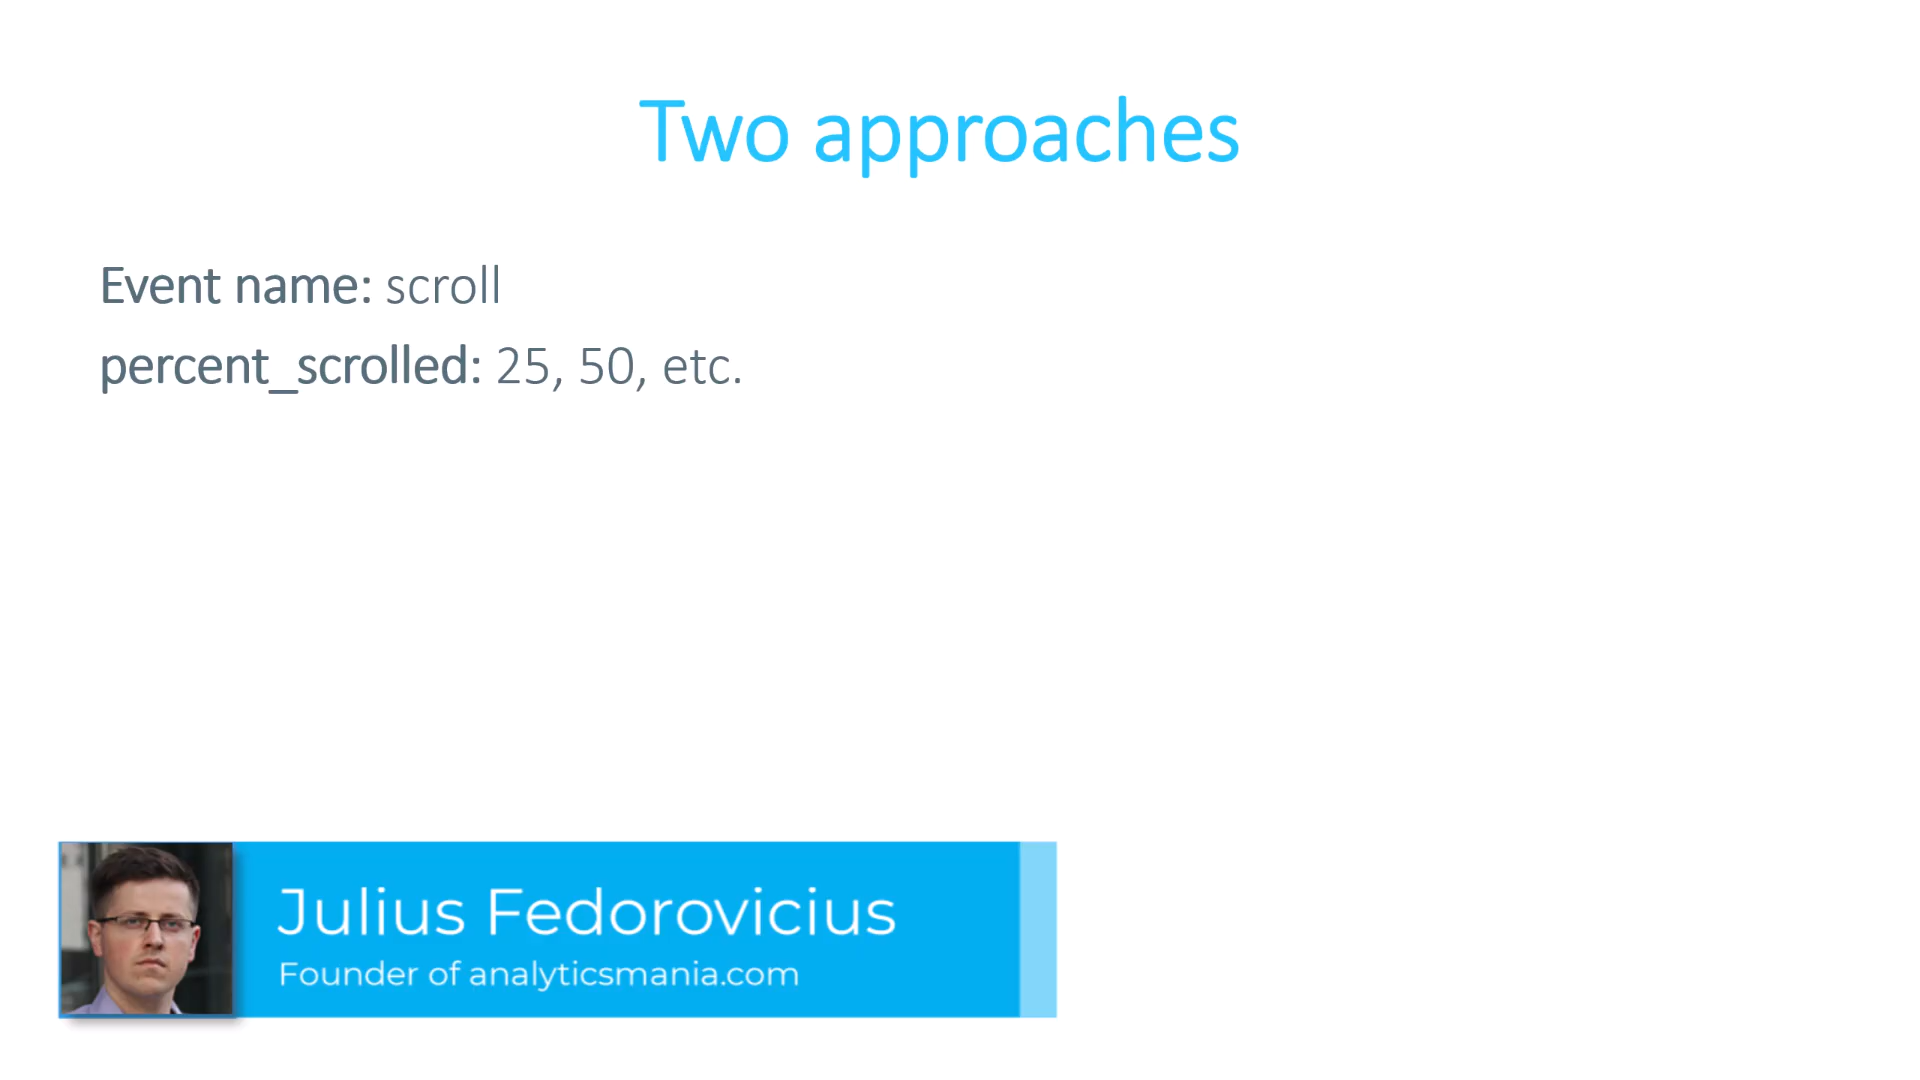 Two approaches
Event name: scroll
percent_scrolled: 25, 50, etc.
Julius Fedorovicius
Founder of analyticsmania.com